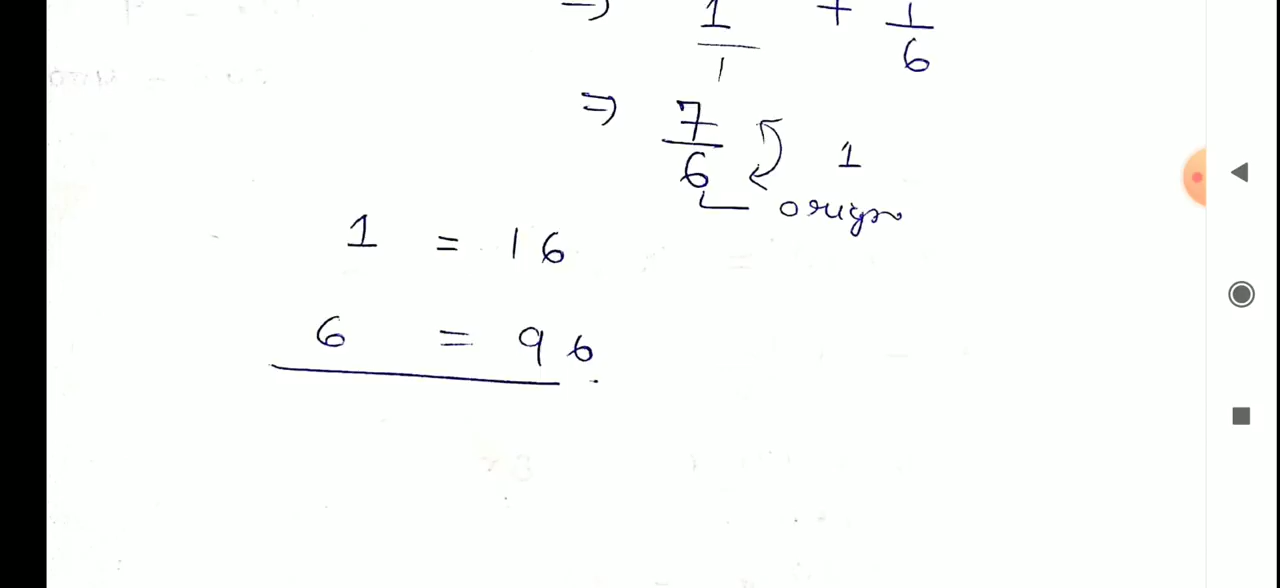 ⇒ 1/1 + 1/6
⇒ 7/6 1
origin
1 = 16
6 = 96